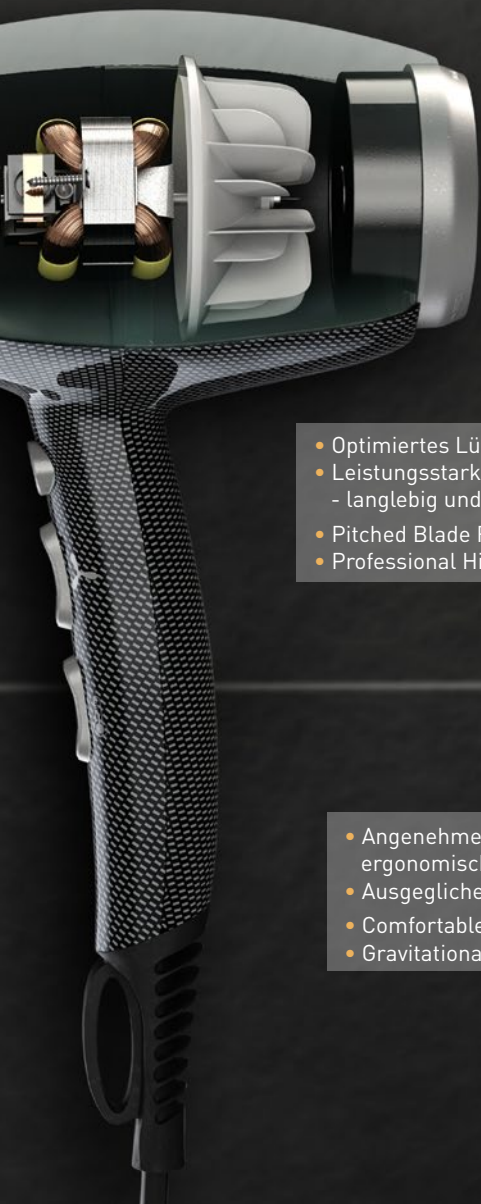 • Optimiertes Lü
• Leistungsstark
- langlebig und
• Pitched Blade F
• Professional Hi
• Angenehme
ergonomisch
• Ausgegliche
• Comfortable
• Gravitationa